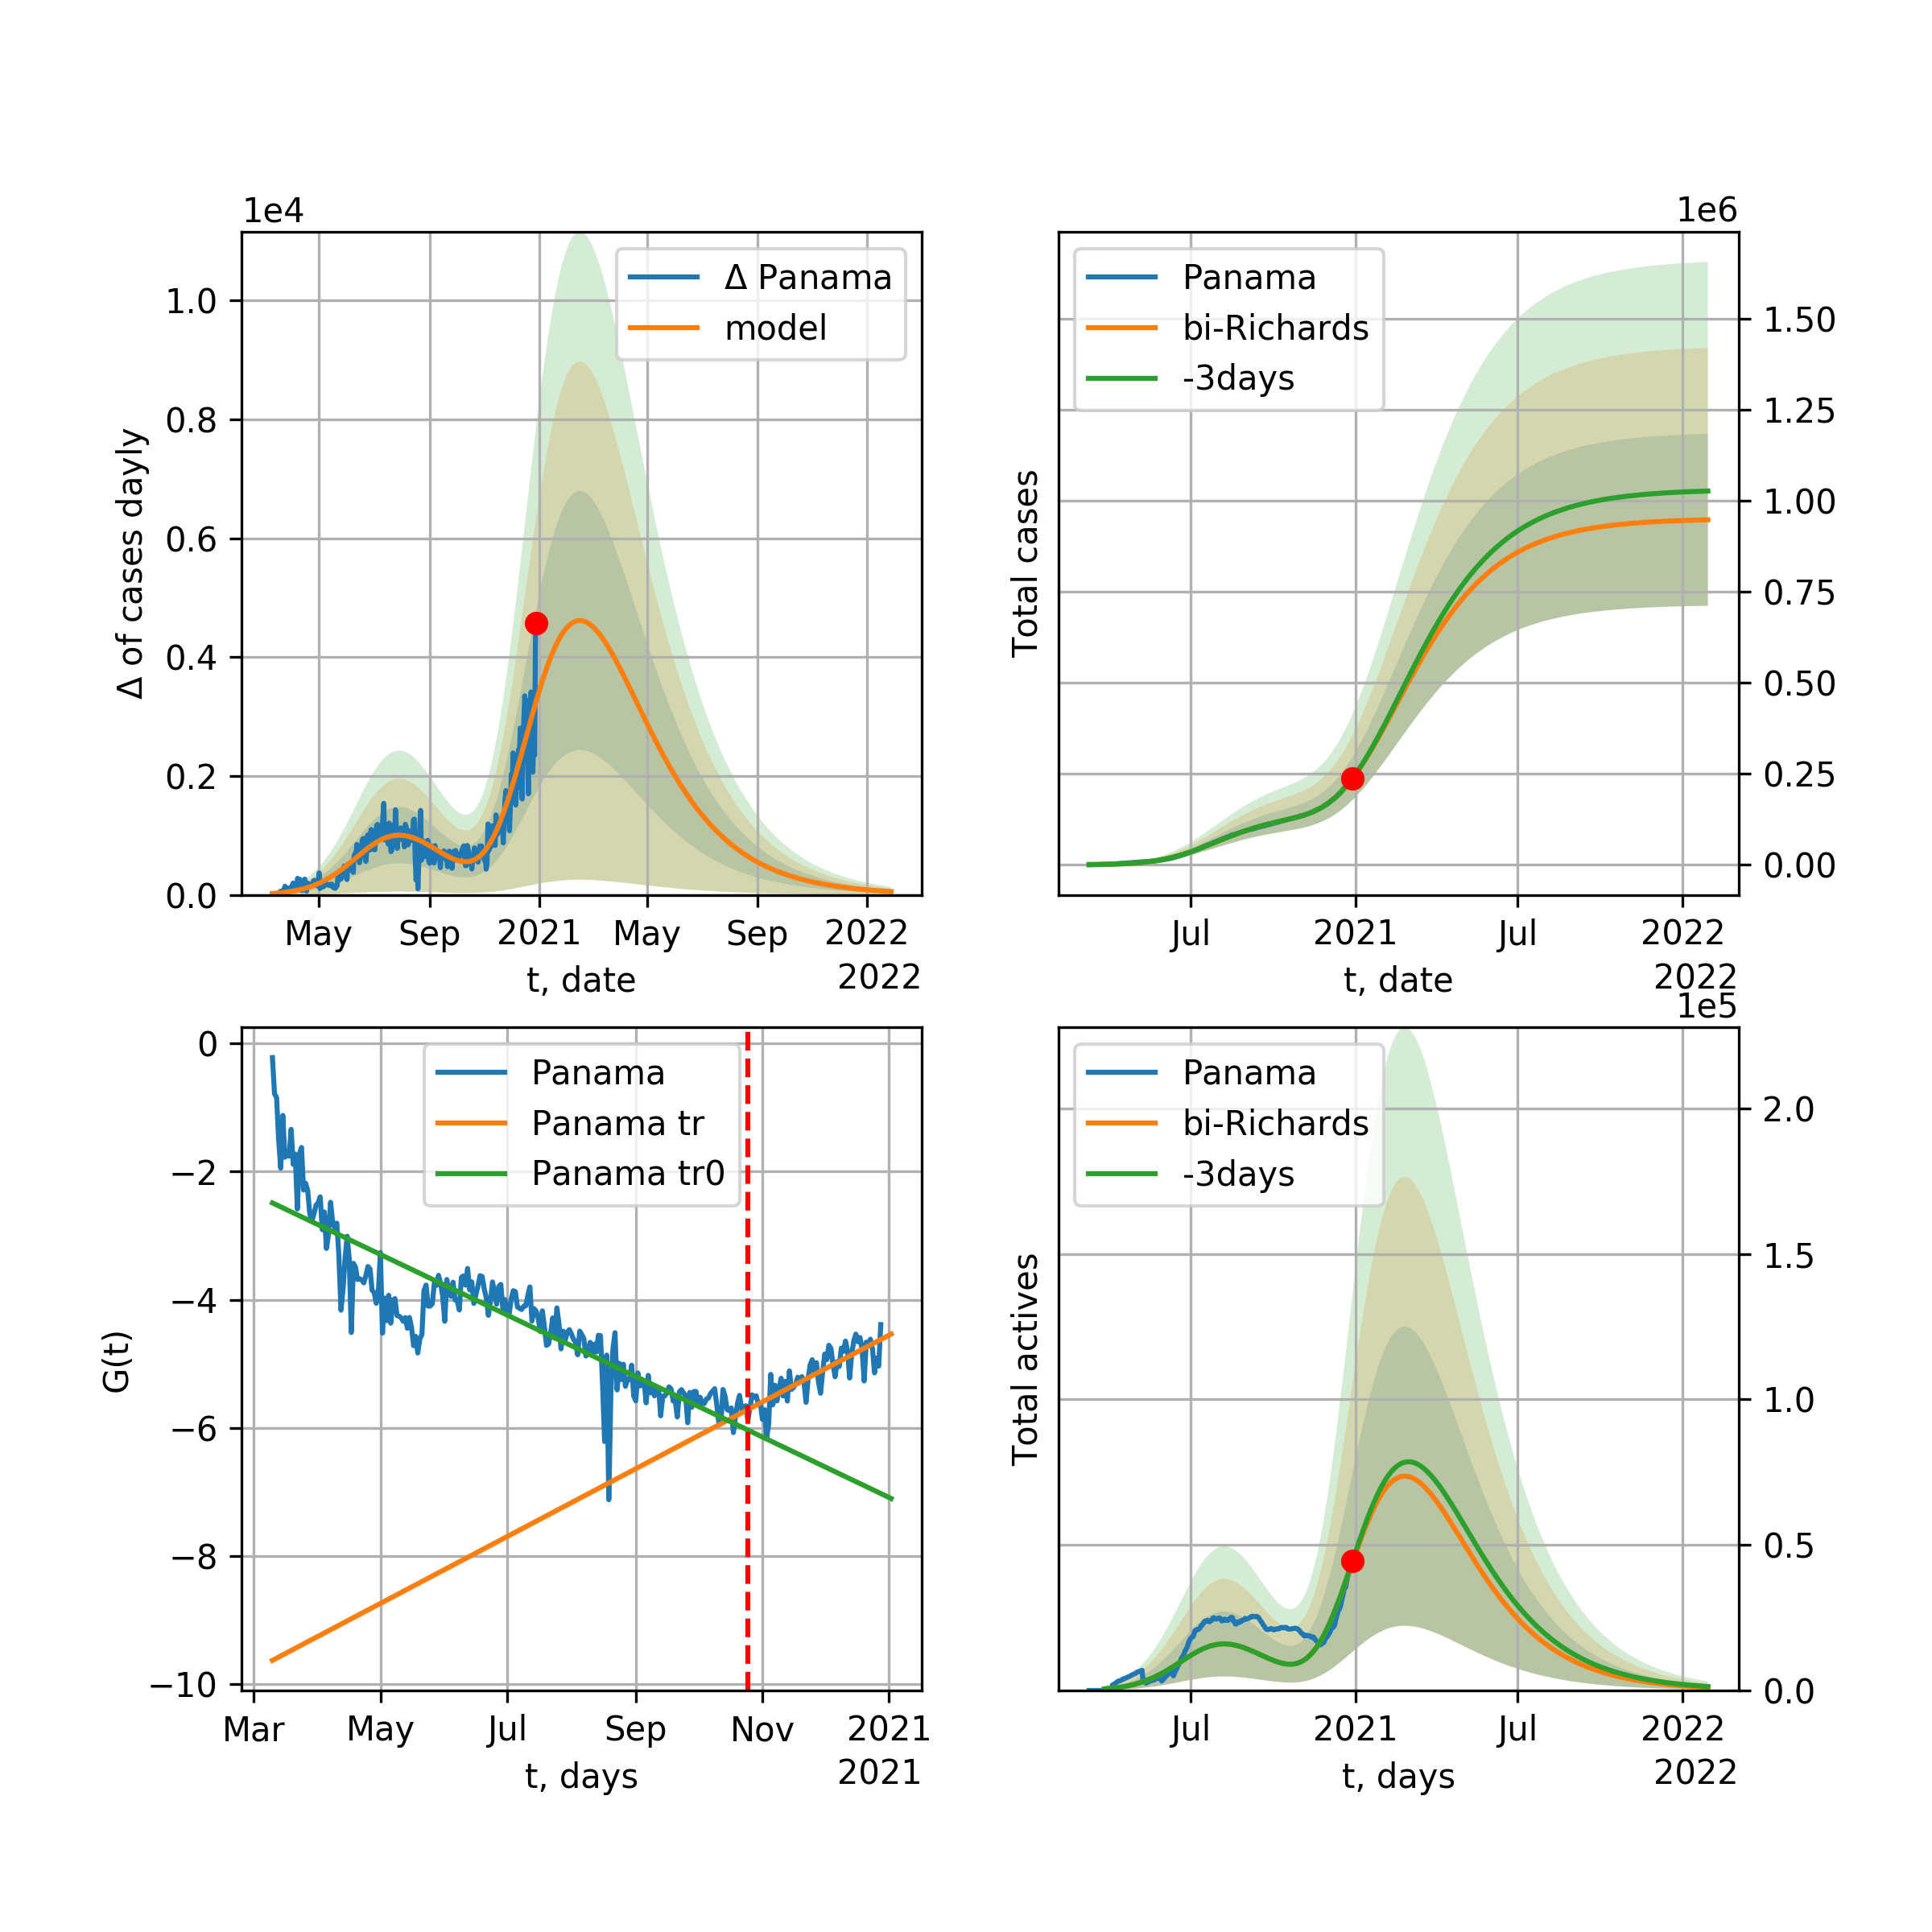 1e4
Δ of cases dayly
1.0
0.8
0.6
0.4
0.2
0.0
Δ Panama
model
May Sep 2021 May Sep 2022
t, date
2022
1e6
Total cases
Panama
bi-Richards
-3days
1.50
1.25
1.00
0.75
0.50
0.25
0.00
Jul 2021 Jul 2022
t, date
2022
G(t)
0
−2
−4
−6
−8
−10
Panama
Panama tr
Panama tr0
Mar May Jul Sep Nov 2021
t, days
2021
1e5
Total actives
Panama
bi-Richards
-3days
2.0
1.5
1.0
0.5
0.0
Jul 2021 Jul 2022
t, days
2022